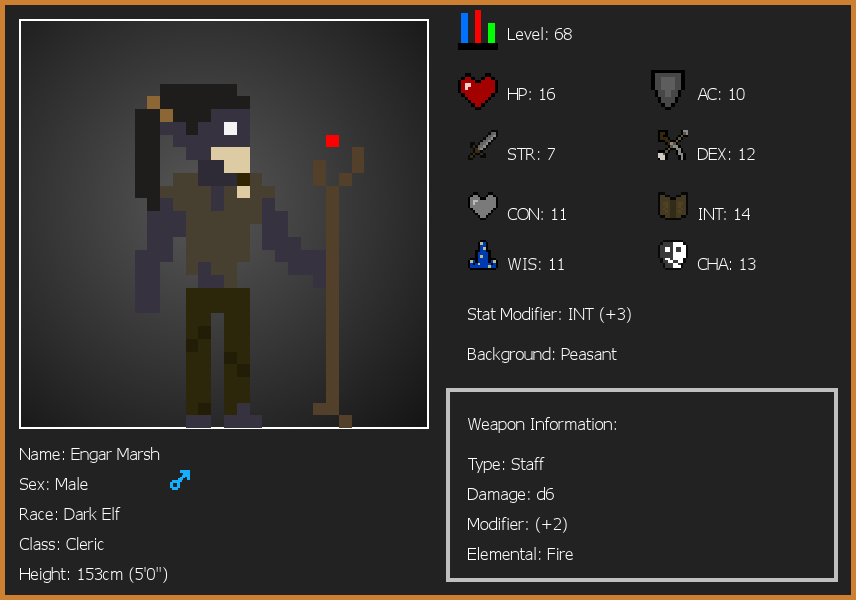 Level: 68
HP: 16
AC: 10
STR: 7
DEX: 12
CON: 11
INT: 14
WIS: 11
CHA: 13
Stat Modifier: INT (+3)
Background: Peasant
Weapon Information:
Type: Staff
Damage: d6
Modifier: (+2)
Elemental: Fire
Name: Engar Marsh
Sex: Male
Race: Dark Elf
Class: Cleric
Height: 153cm (5'0")